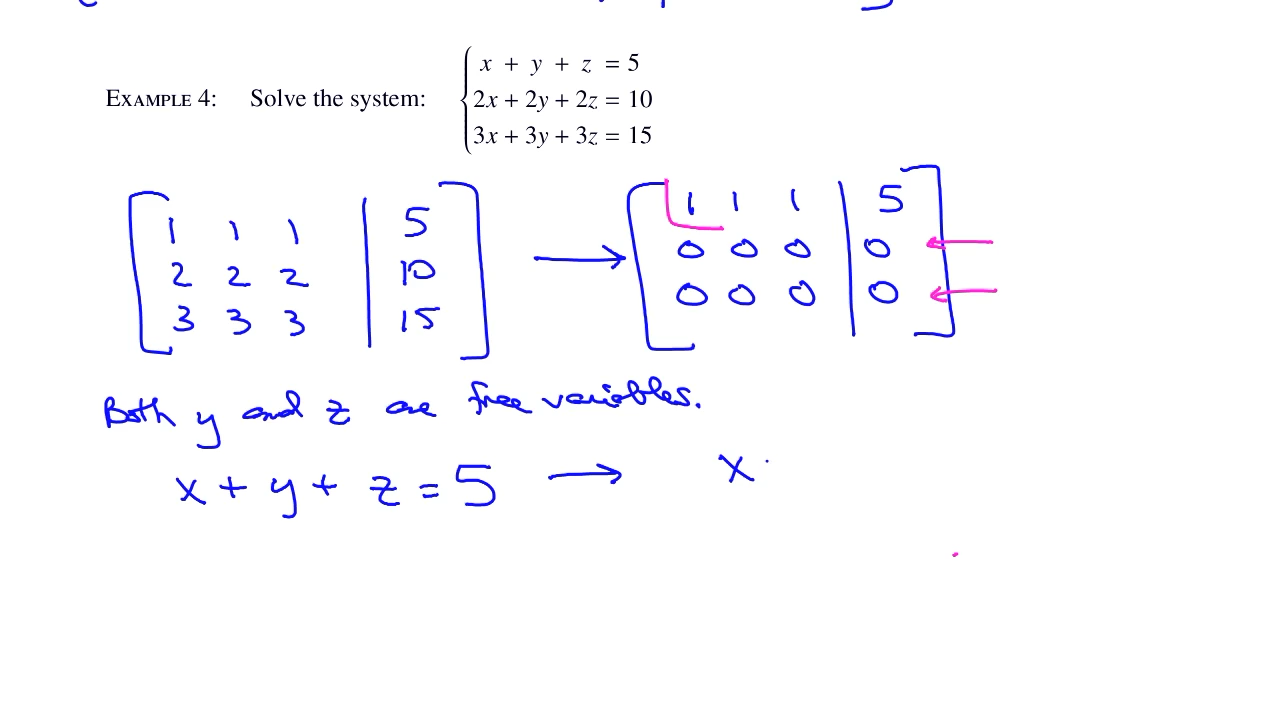 x + y + z = 5
EXAMPLE 4: Solve the system: 2x + 2y + 2z = 10
3x + 3y + 3z = 15
1 1 1 | 5 → 1 1 1 | 5
2 2 2 | 10 0 0 0 | 0
3 3 3 | 15 0 0 0 | 0
Both y and z are free variables.
x + y + z = 5 → x